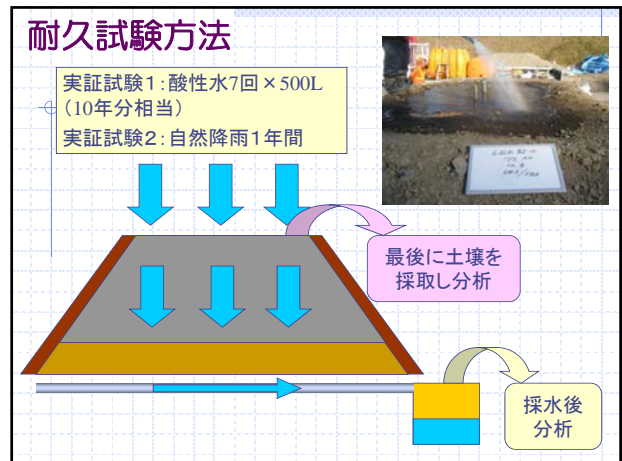 耐久試験方法
実証試験1:酸性水7回×500L
(10年分相当)
実証試験2:自然降雨1年間
最後に土壌を
採取し分析
採水後
分析